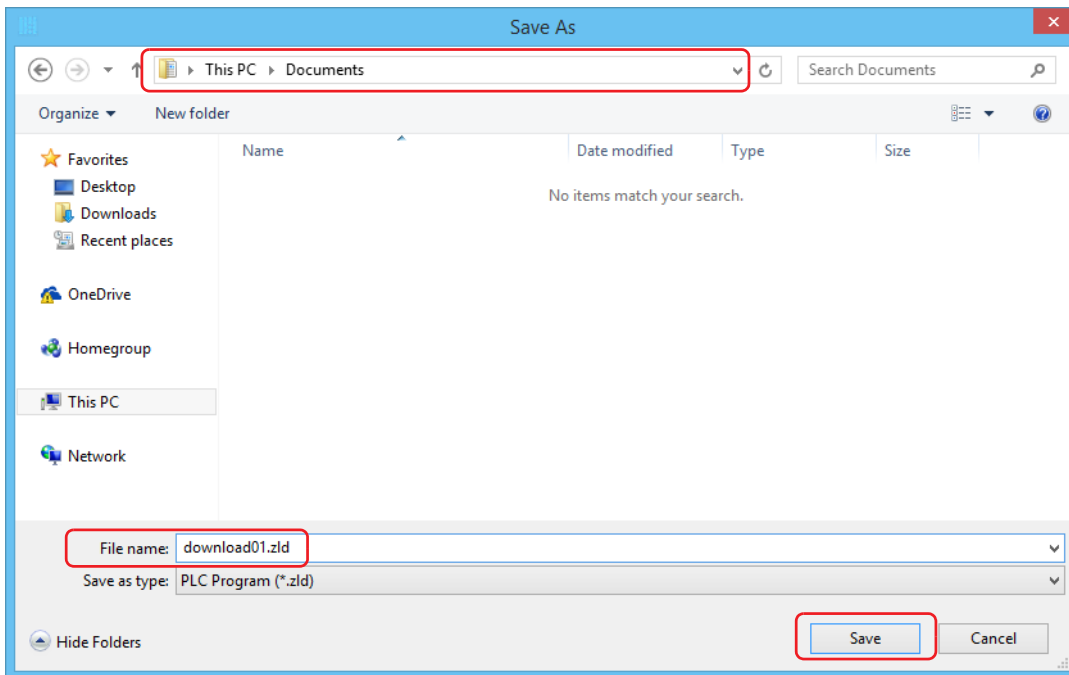 Save As
This PC Documents
Search Documents
Organize New folder
Name Date modified Type Size
No items match your search.
Favorites
Desktop
Downloads
Recent places
OneDrive
Homegroup
This PC
Network
File name: download01.zld
Save as type: PLC Program (*.zld)
Hide Folders Save Cancel